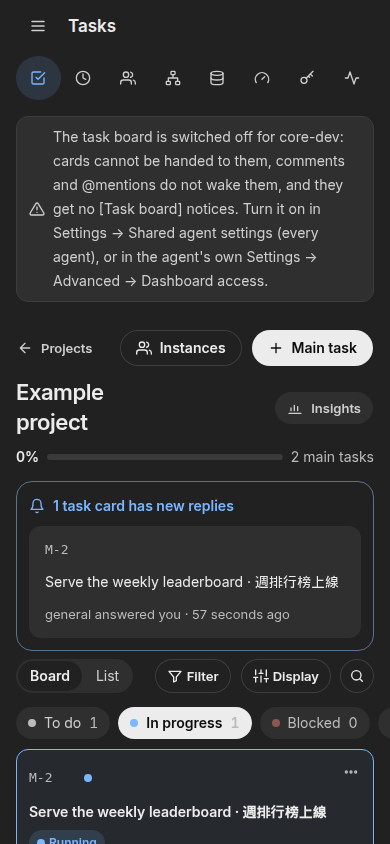 Tasks
The task board is switched off for core-dev:
cards cannot be handed to them, comments
and @mentions do not wake them, and they
get no [Task board] notices. Turn it on in
Settings → Shared agent settings (every
agent), or in the agent's own Settings →
Advanced → Dashboard access.
Projects
Instances
Main task
Example
project
Insights
0%
2 main tasks
1 task card has new replies
M-2
Serve the weekly leaderboard · 週排行榜上線
general answered you · 57 seconds ago
Board
List
Filter
Display
To do 1
In progress 1
Blocked 0
M-2
Serve the weekly leaderboard · 週排行榜上線
Running